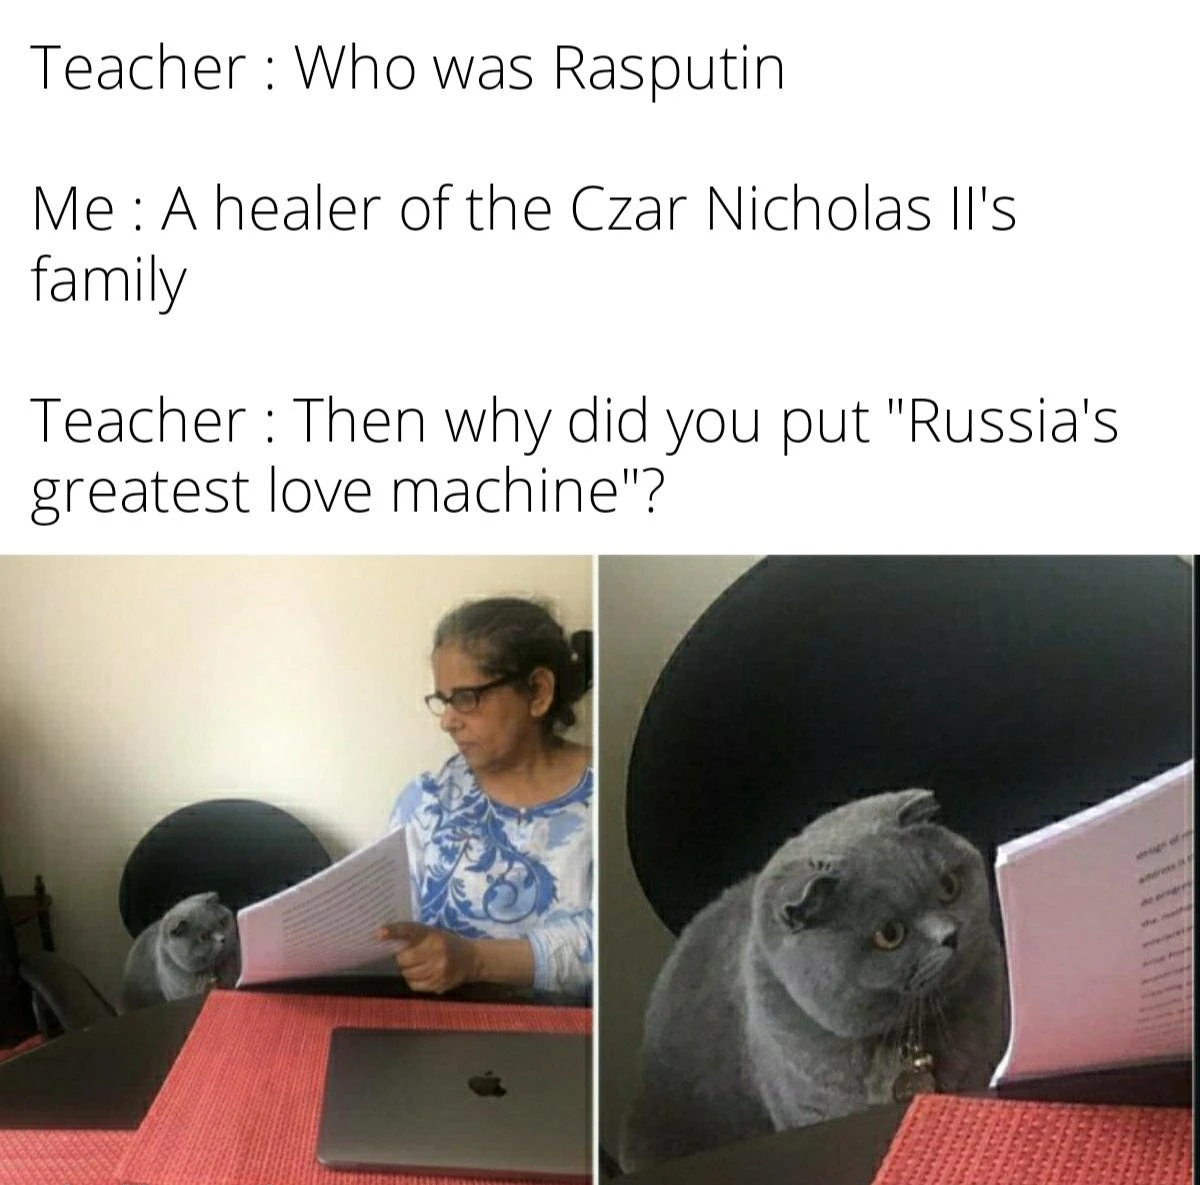 Teacher : Who was Rasputin
Me : A healer of the Czar Nicholas II's
family
Teacher : Then why did you put "Russia's
greatest love machine"?